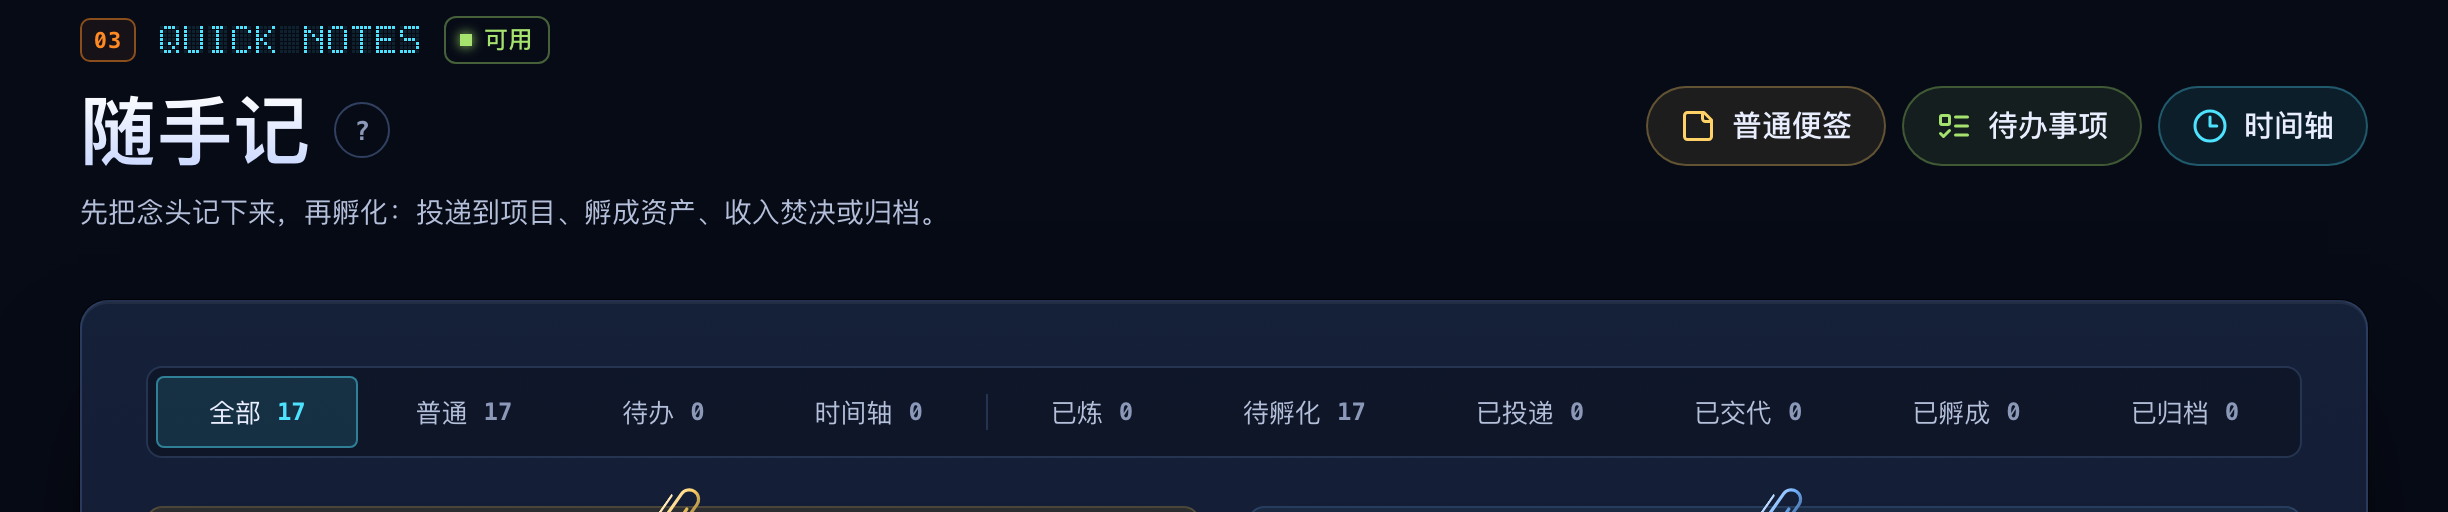 03 QUICK NOTES 可用
随手记 ?
普通便签 待办事项 时间轴
先把念头记下来，再孵化：投递到项目、孵成资产、收入焚决或归档。
全部 17 普通 17 待办 0 时间轴 0 已炼 0 待孵化 17 已投递 0 已交代 0 已孵成 0 已归档 0